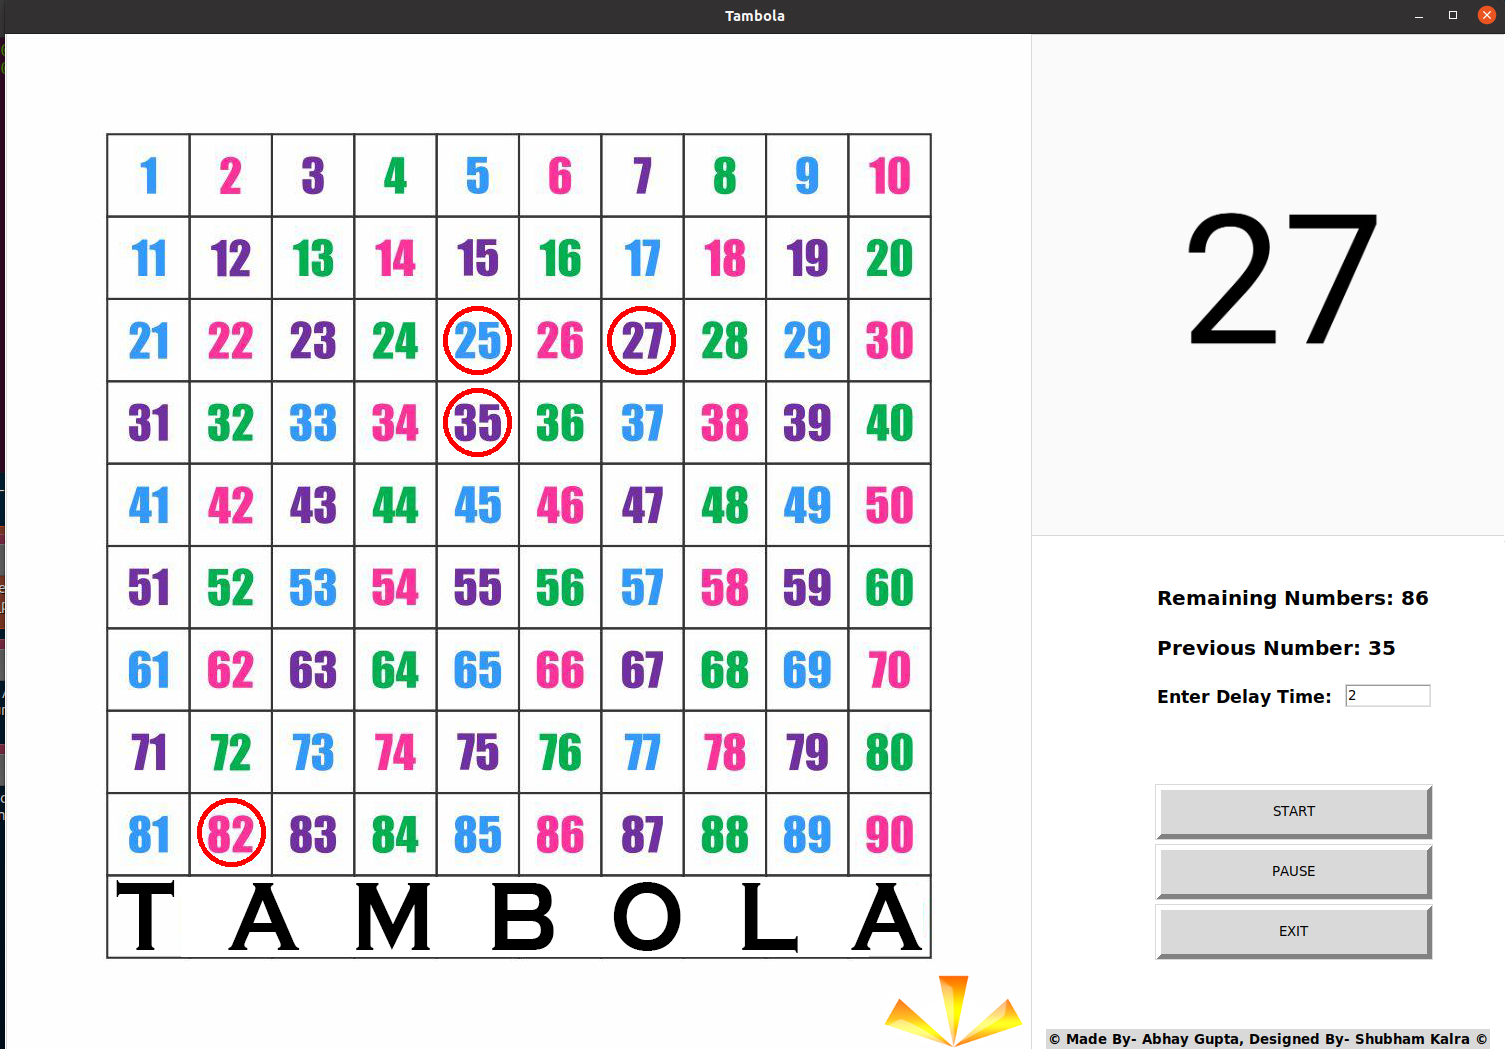 Tambola
1 2 3 4 5 6 7 8 9 10
11 12 13 14 15 16 17 18 19 20
21 22 23 24 25 26 27 28 29 30
31 32 33 34 35 36 37 38 39 40
41 42 43 44 45 46 47 48 49 50
51 52 53 54 55 56 57 58 59 60
61 62 63 64 65 66 67 68 69 70
71 72 73 74 75 76 77 78 79 80
81 82 83 84 85 86 87 88 89 90
T A M B O L A
27
Remaining Numbers: 86
Previous Number: 35
Enter Delay Time: 2
START
PAUSE
EXIT
© Made By- Abhay Gupta, Designed By- Shubham Kalra ©